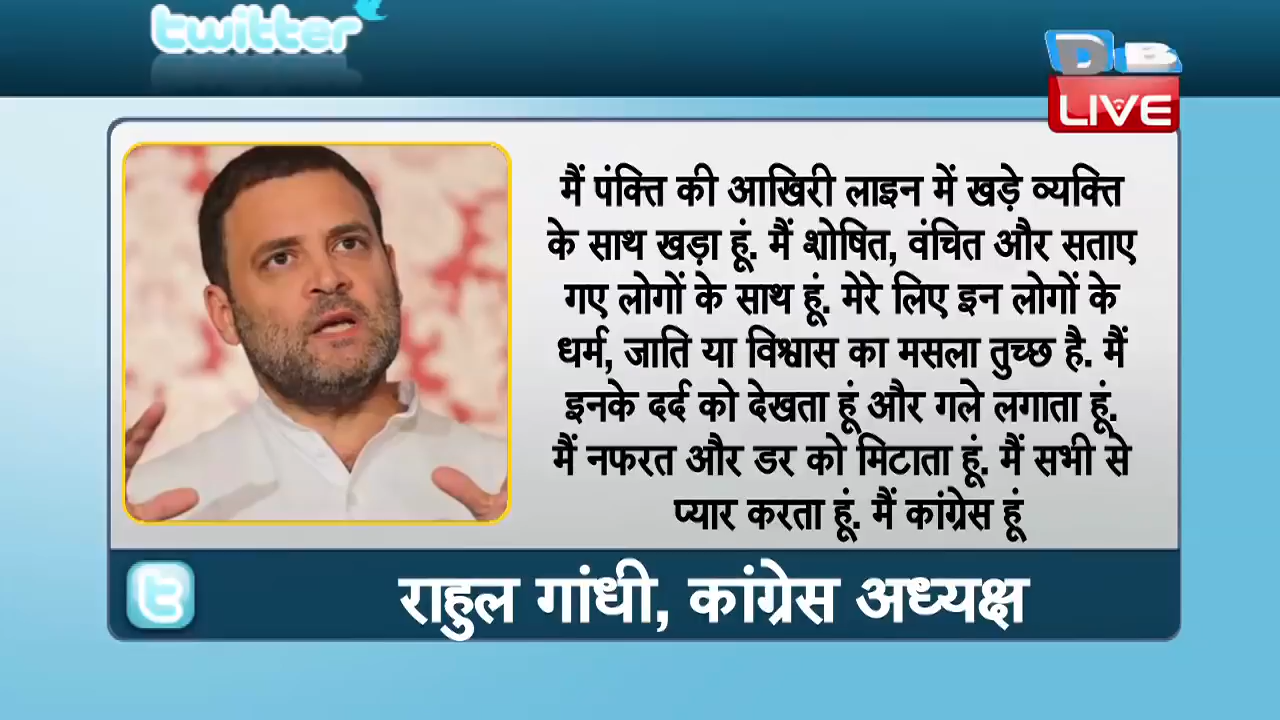 twitter
DB
LIVE
मैं पंक्ति की आखिरी लाइन में खड़े व्यक्ति
के साथ खड़ा हूं. मैं शोषित, वंचित और सताए
गए लोगों के साथ हूं. मेरे लिए इन लोगों के
धर्म, जाति या विश्वास का मसला तुच्छ है. मैं
इनके दर्द को देखता हूं और गले लगाता हूं.
मैं नफरत और डर को मिटाता हूं. मैं सभी से
प्यार करता हूं. मैं कांग्रेस हूं
t
राहुल गांधी, कांग्रेस अध्यक्ष